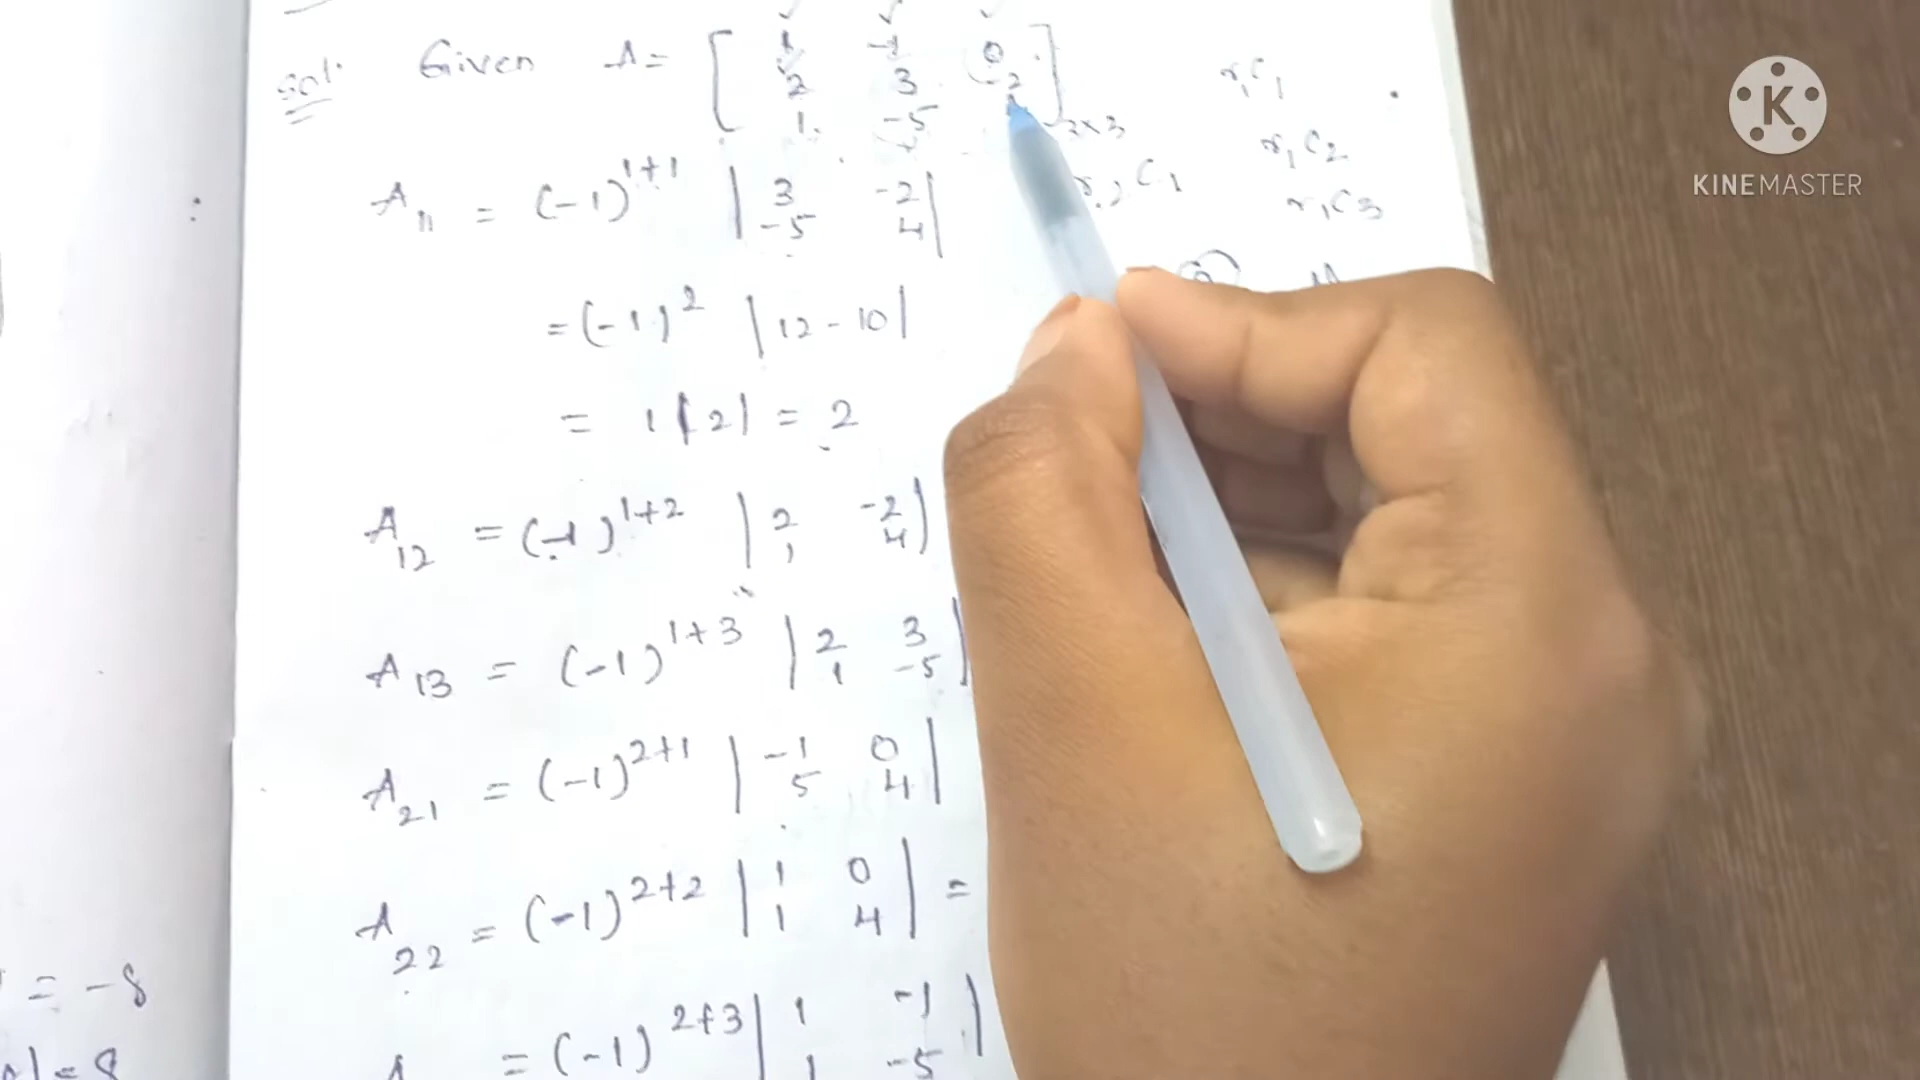 Sol: Given A = [ 1 -1 0
2 3 -2
1 -5 ] 3x3
r1C1
r1C2
r2C1
r1C3
A11 = (-1)^1+1 | 3 -2
-5 4 |
= (-1)^2 |12-10|
= 1 |2| = 2
A12 = (-1)^1+2 | 2 -2
1 4 |
A13 = (-1)^1+3 | 2 3
1 -5 |
A21 = (-1)^2+1 | -1 0
5 4 |
A22 = (-1)^2+2 | 1 0
1 4 | =
= (-1)^2+3 | 1 -1
1 -5 |
= -8
= 8
K
KINEMASTER